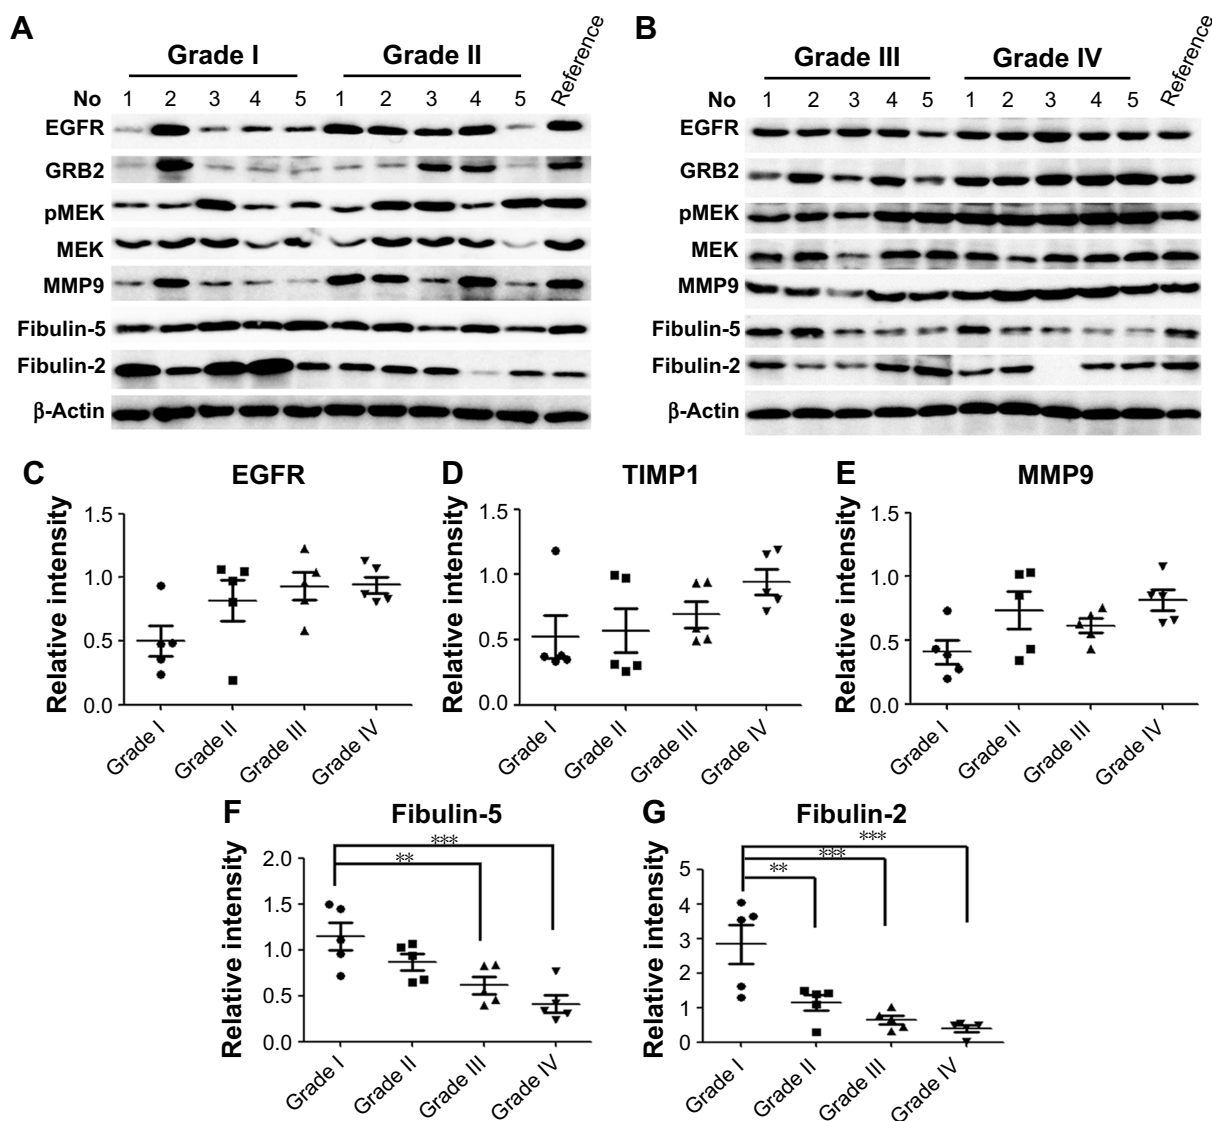 A
Grade I Grade II Reference
No 1 2 3 4 5 1 2 3 4 5
EGFR
GRB2
pMEK
MEK
MMP9
Fibulin-5
Fibulin-2
β-Actin
B
Grade III Grade IV Reference
No 1 2 3 4 5 1 2 3 4 5
EGFR
GRB2
pMEK
MEK
MMP9
Fibulin-5
Fibulin-2
β-Actin
C EGFR
Relative intensity
1.5
1.0
0.5
0.0
Grade I Grade II Grade III Grade IV
D TIMP1
Relative intensity
1.5
1.0
0.5
0.0
Grade I Grade II Grade III Grade IV
E MMP9
Relative intensity
1.5
1.0
0.5
0.0
Grade I Grade II Grade III Grade IV
F Fibulin-5
Relative intensity
***
**
2.0
1.5
1.0
0.5
0.0
Grade I Grade II Grade III Grade IV
G Fibulin-2
Relative intensity
***
***
**
5
4
3
2
1
0
Grade I Grade II Grade III Grade IV